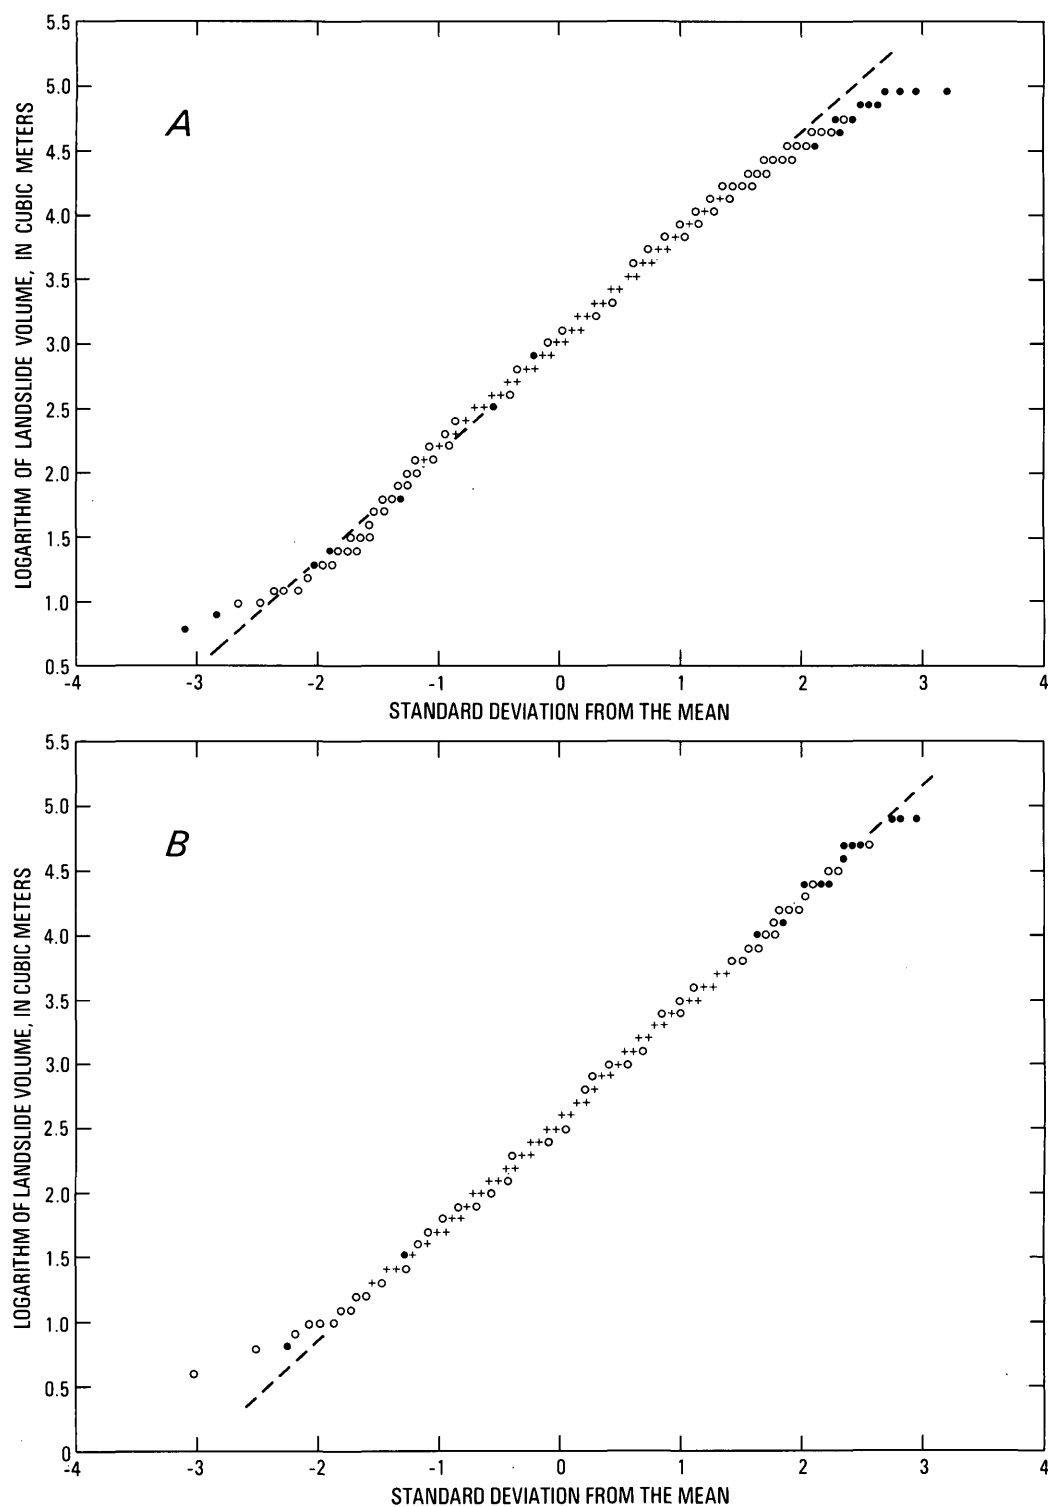 5.5
5.0
4.5
4.0
3.5
3.0
2.5
2.0
1.5
1.0
0.5
LOGARITHM OF LANDSLIDE VOLUME, IN CUBIC METERS
A
-4 -3 -2 -1 0 1 2 3 4
STANDARD DEVIATION FROM THE MEAN
5.5
5.0
4.5
4.0
3.5
3.0
2.5
2.0
1.5
1.0
0.5
0
LOGARITHM OF LANDSLIDE VOLUME, IN CUBIC METERS
B
-4 -3 -2 -1 0 1 2 3 4
STANDARD DEVIATION FROM THE MEAN